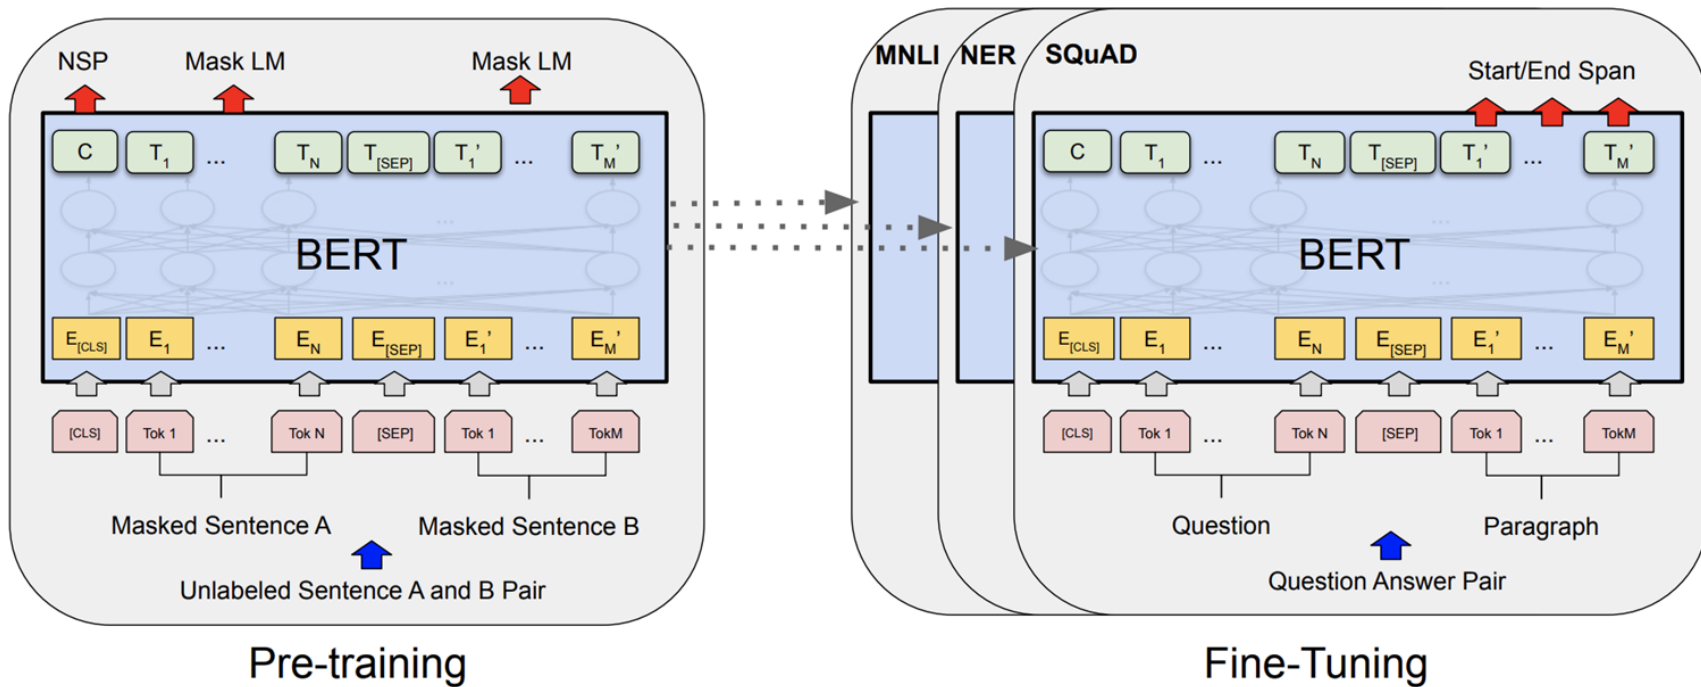 NSP Mask LM Mask LM
C T1 ... TN T[SEP] T1’ ... TM’
...
BERT
...
E[CLS] E1 ... EN E[SEP] E1’ ... EM’
[CLS] Tok 1 ... Tok N [SEP] Tok 1 ... TokM
Masked Sentence A Masked Sentence B
Unlabeled Sentence A and B Pair
Pre-training
MNLI NER SQuAD
Start/End Span
C T1 ... TN T[SEP] T1’ ... TM’
...
BERT
...
E[CLS] E1 ... EN E[SEP] E1’ ... EM’
[CLS] Tok 1 ... Tok N [SEP] Tok 1 ... TokM
Question Paragraph
Question Answer Pair
Fine-Tuning